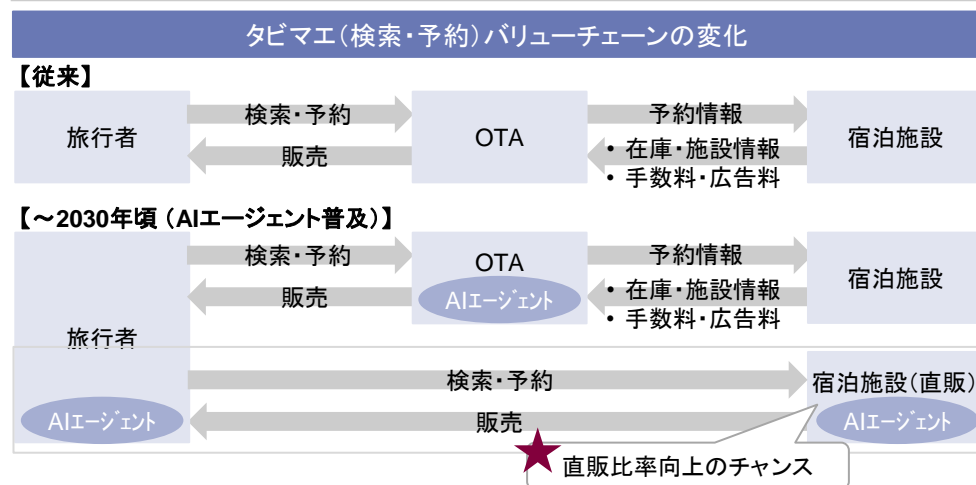 タビマエ（検索・予約）バリューチェーンの変化
【従来】
旅行者
検索・予約
販売
OTA
予約情報
• 在庫・施設情報
• 手数料・広告料
宿泊施設
【～2030年頃（AIエージェント普及）】
検索・予約
販売
OTA
AIエージェント
予約情報
• 在庫・施設情報
• 手数料・広告料
宿泊施設
旅行者
AIエージェント
検索・予約
販売
宿泊施設（直販）
AIエージェント
直販比率向上のチャンス